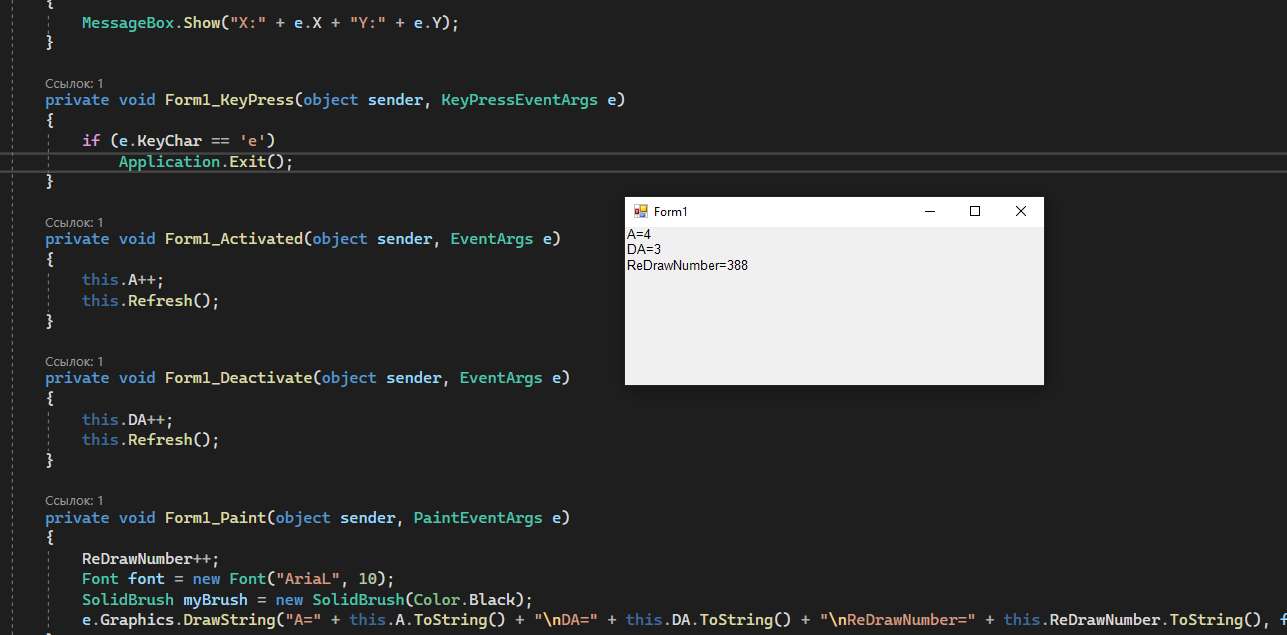 {
MessageBox.Show("X:" + e.X + "Y:" + e.Y);
}
Ссылок: 1
private void Form1_KeyPress(object sender, KeyPressEventArgs e)
{
if (e.KeyChar == 'e')
Application.Exit();
}
Ссылок: 1
private void Form1_Activated(object sender, EventArgs e)
{
this.A++;
this.Refresh();
}
Ссылок: 1
private void Form1_Deactivate(object sender, EventArgs e)
{
this.DA++;
this.Refresh();
}
Ссылок: 1
private void Form1_Paint(object sender, PaintEventArgs e)
{
ReDrawNumber++;
Font font = new Font("AriaL", 10);
SolidBrush myBrush = new SolidBrush(Color.Black);
e.Graphics.DrawString("A=" + this.A.ToString() + "\nDA=" + this.DA.ToString() + "\nReDrawNumber=" + this.ReDrawNumber.ToString(), f
Form1
A=4
DA=3
ReDrawNumber=388